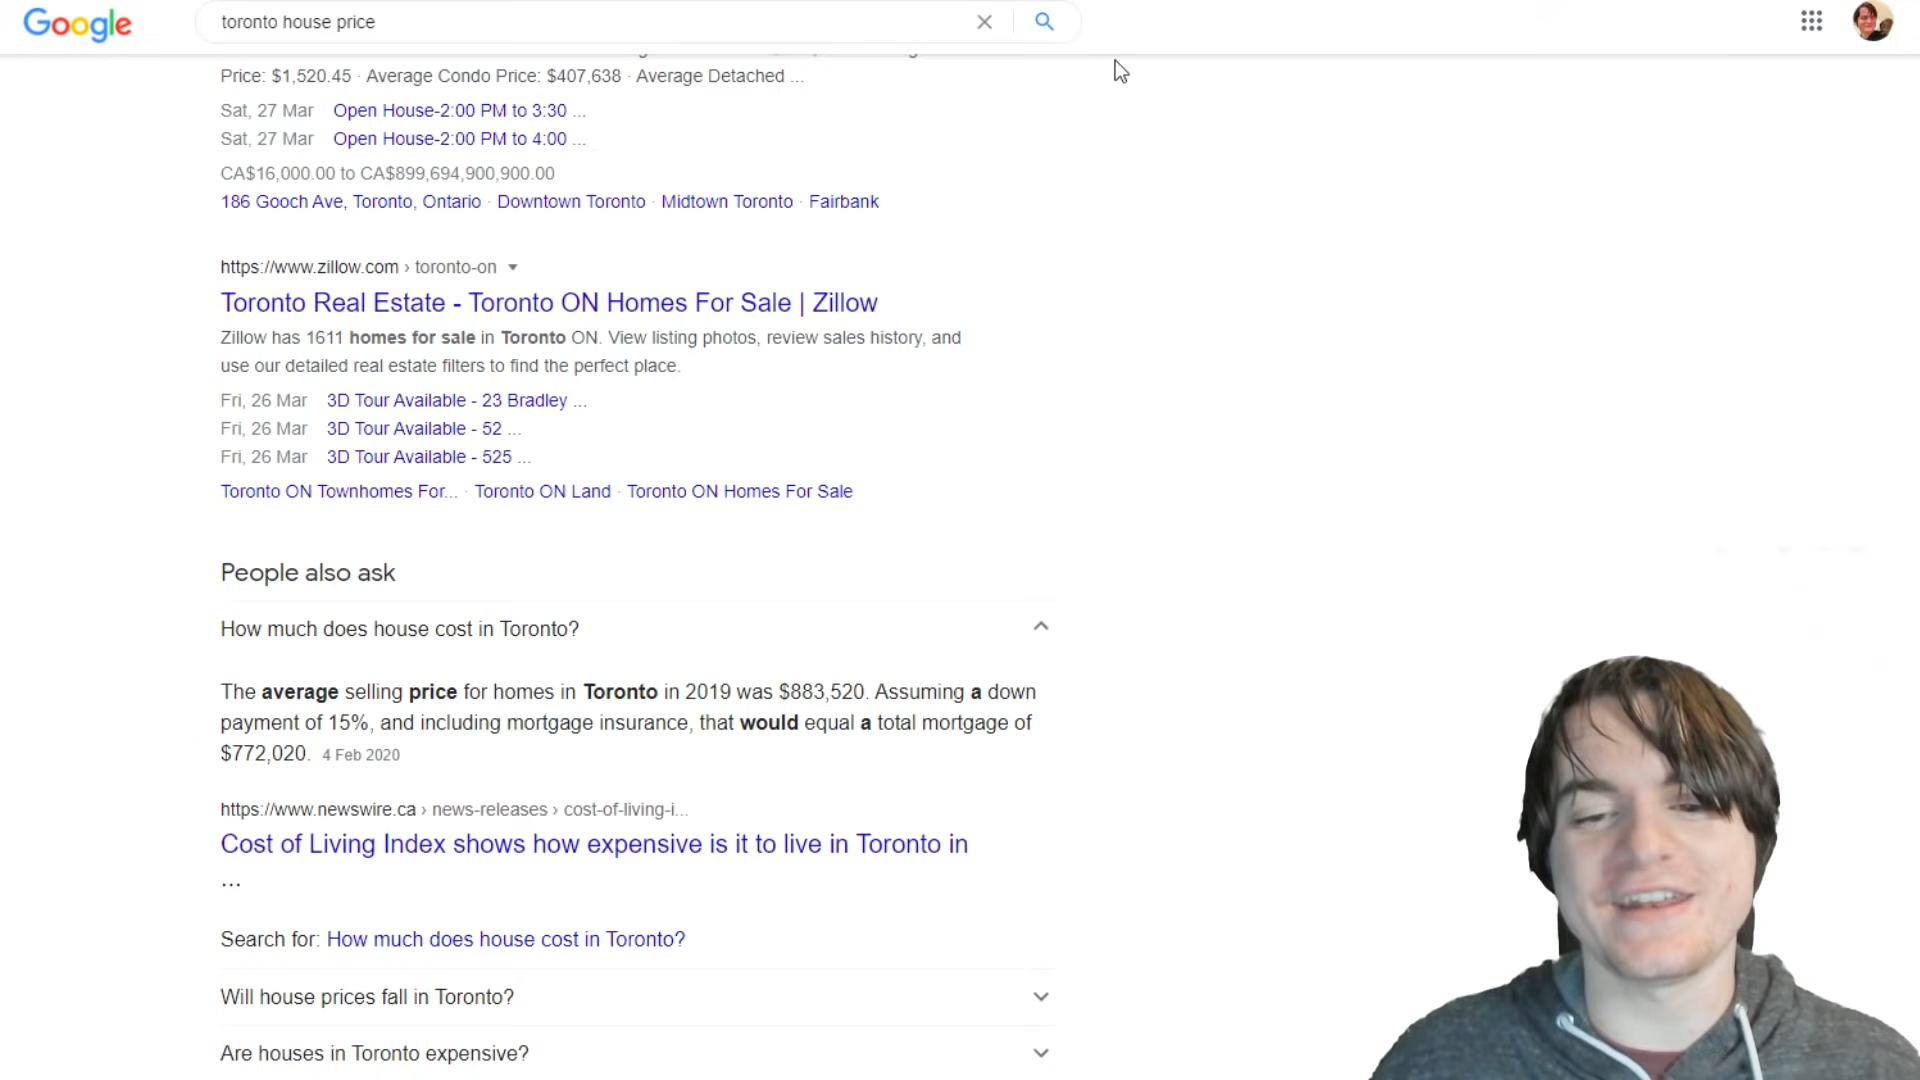 Google
toronto house price
Price: $1,520.45 · Average Condo Price: $407,638 · Average Detached ...
Sat, 27 Mar Open House-2:00 PM to 3:30 ...
Sat, 27 Mar Open House-2:00 PM to 4:00 ...
CA$16,000.00 to CA$899,694,900,900.00
186 Gooch Ave, Toronto, Ontario · Downtown Toronto · Midtown Toronto · Fairbank
https://www.zillow.com › toronto-on
Toronto Real Estate - Toronto ON Homes For Sale | Zillow
Zillow has 1611 homes for sale in Toronto ON. View listing photos, review sales history, and
use our detailed real estate filters to find the perfect place.
Fri, 26 Mar 3D Tour Available - 23 Bradley ...
Fri, 26 Mar 3D Tour Available - 52 ...
Fri, 26 Mar 3D Tour Available - 525 ...
Toronto ON Townhomes For... · Toronto ON Land · Toronto ON Homes For Sale
People also ask
How much does house cost in Toronto?
The average selling price for homes in Toronto in 2019 was $883,520. Assuming a down
payment of 15%, and including mortgage insurance, that would equal a total mortgage of
$772,020. 4 Feb 2020
https://www.newswire.ca › news-releases › cost-of-living-i...
Cost of Living Index shows how expensive is it to live in Toronto in
...
Search for: How much does house cost in Toronto?
Will house prices fall in Toronto?
Are houses in Toronto expensive?